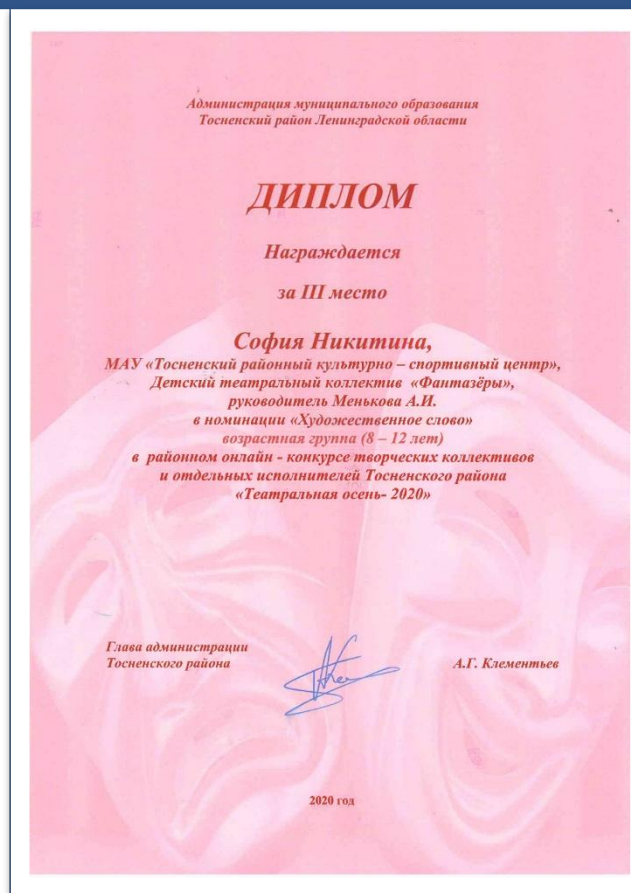 Администрация муниципального образования
Тосненский район Ленинградской области
ДИПЛОМ
Награждается
за III место
София Никитина,
МАУ «Тосненский районный культурно – спортивный центр»,
Детский театральный коллектив «Фантазёры»,
руководитель Менькова А.И.
в номинации «Художественное слово»
возрастная группа (8 – 12 лет)
в районном онлайн - конкурсе творческих коллективов
и отдельных исполнителей Тосненского района
«Театральная осень- 2020»
Глава администрации
Тосненского района
А.Г. Клементьев
2020 год